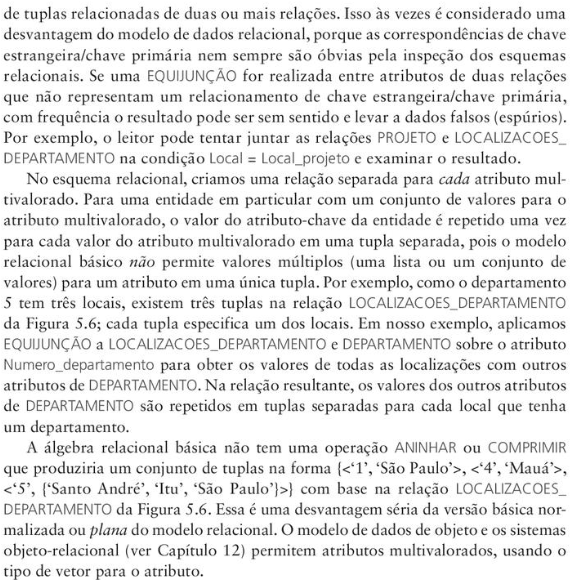 de tuplas relacionadas de duas ou mais relações. Isso às vezes é considerado uma
desvantagem do modelo de dados relacional, porque as correspondências de chave
estrangeira/chave primária nem sempre são óbvias pela inspeção dos esquemas
relacionais. Se uma EQUIJUNÇÃO for realizada entre atributos de duas relações
que não representam um relacionamento de chave estrangeira/chave primária,
com frequência o resultado pode ser sem sentido e levar a dados falsos (espúrios).
Por exemplo, o leitor pode tentar juntar as relações PROJETO e LOCALIZACOES_
DEPARTAMENTO na condição Local = Local_projeto e examinar o resultado.
No esquema relacional, criamos uma relação separada para cada atributo mul-
tivalorado. Para uma entidade em particular com um conjunto de valores para o
atributo multivalorado, o valor do atributo-chave da entidade é repetido uma vez
para cada valor do atributo multivalorado em uma tupla separada, pois o modelo
relacional básico não permite valores múltiplos (uma lista ou um conjunto de
valores) para um atributo em uma única tupla. Por exemplo, como o departamento
5 tem três locais, existem três tuplas na relação LOCALIZACOES_DEPARTAMENTO
da Figura 5.6; cada tupla especifica um dos locais. Em nosso exemplo, aplicamos
EQUIJUNÇÃO a LOCALIZACOES_DEPARTAMENTO e DEPARTAMENTO sobre o atributo
Numero_departamento para obter os valores de todas as localizações com outros
atributos de DEPARTAMENTO. Na relação resultante, os valores dos outros atributos
de DEPARTAMENTO são repetidos em tuplas separadas para cada local que tenha
um departamento.
A álgebra relacional básica não tem uma operação ANINHAR ou COMPRIMIR
que produziria um conjunto de tuplas na forma {<‘1’, ‘São Paulo’>, <‘4’, ‘Mauá’>,
<‘5’, {‘Santo André’, ‘Itu’, ‘São Paulo’}>} com base na relação LOCALIZACOES_
DEPARTAMENTO da Figura 5.6. Essa é uma desvantagem séria da versão básica nor-
malizada ou plana do modelo relacional. O modelo de dados de objeto e os sistemas
objeto-relacional (ver Capítulo 12) permitem atributos multivalorados, usando o
tipo de vetor para o atributo.